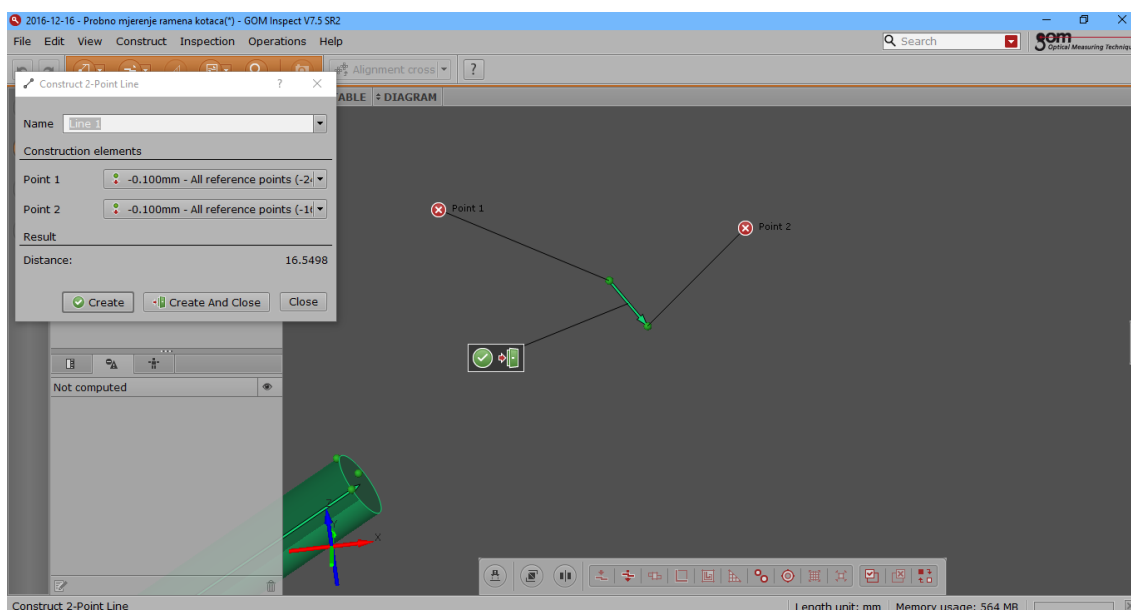 2016-12-16 - Probno mjerenje ramena kotaca(*) - GOM Inspect V7.5 SR2
File Edit View Construct Inspection Operations Help
Search
gom
Optical Measuring Techniqu
Alignment cross
?
Construct 2-Point Line ?
ABLE DIAGRAM
Name Line 1
Construction elements
Point 1 -0.100mm - All reference points (-2
Point 2 -0.100mm - All reference points (-1
Result
Distance: 16.5498
Create Create And Close Close
Point 1
Point 2
Not computed
X
Construct 2-Point Line
Length unit: mm Memory usage: 564 MB